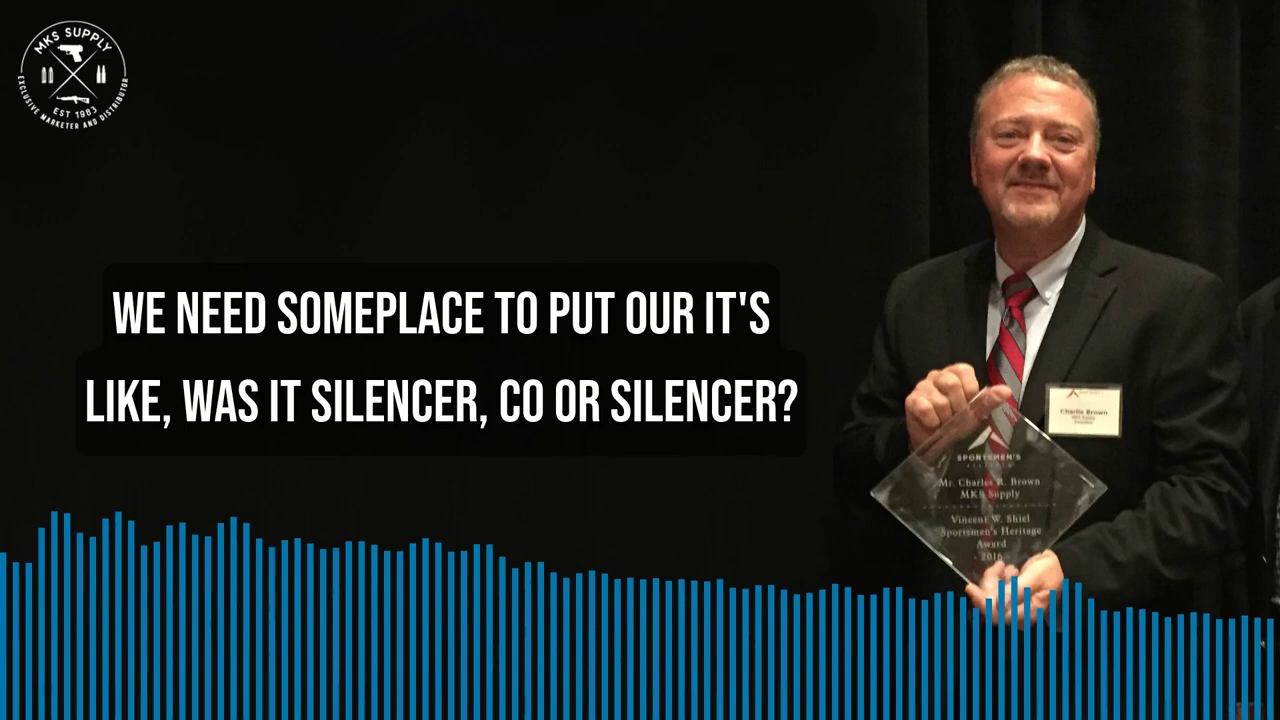 MKS SUPPLY
EST 1983
EXCLUSIVE MARKETER AND DISTRIBUTOR
WE NEED SOMEPLACE TO PUT OUR IT'S
LIKE, WAS IT SILENCER, CO OR SILENCER?
Charlie Brown
SPORTSMEN'S
Mr. Charles R. Brown
MKS Supply
Vincent W. Shiel
Sportsmen's Heritage
Award
- 2016 -